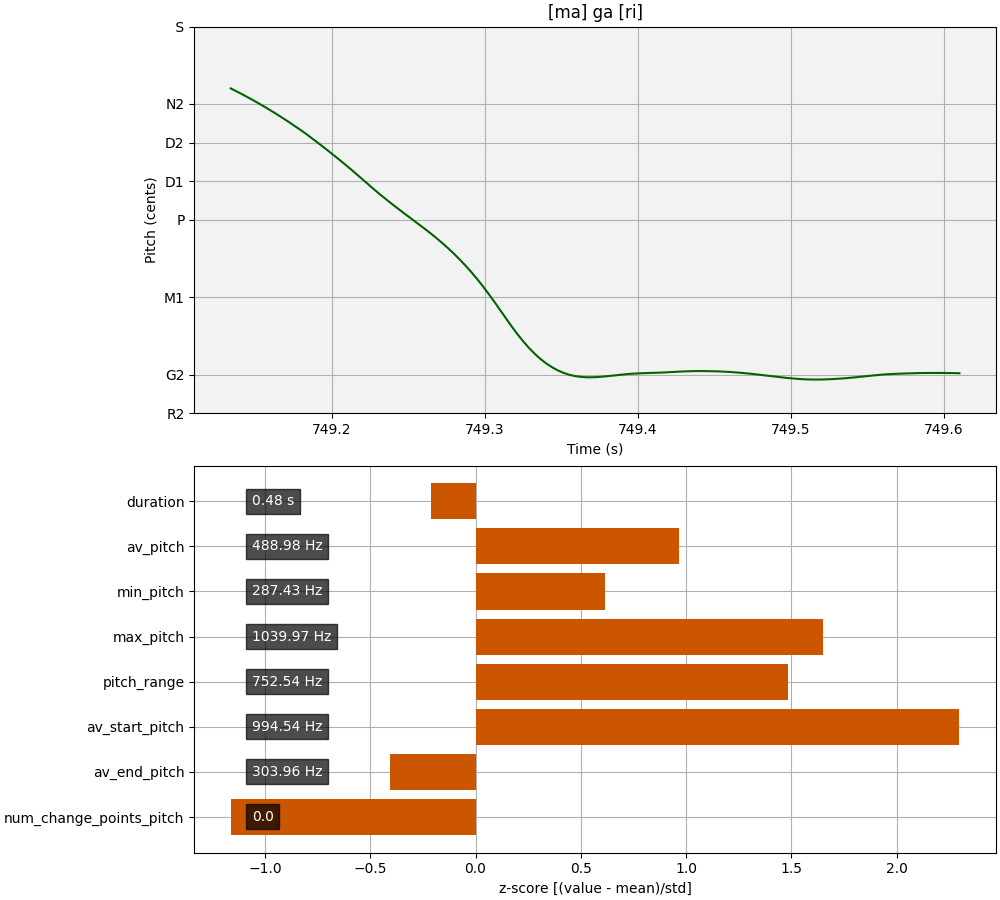 [ma] ga [ri]
S
N2
D2
D1
P
M1
G2
R2
Pitch (cents)
749.2 749.3 749.4 749.5 749.6
Time (s)
duration 0.48 s
av_pitch 488.98 Hz
min_pitch 287.43 Hz
max_pitch 1039.97 Hz
pitch_range 752.54 Hz
av_start_pitch 994.54 Hz
av_end_pitch 303.96 Hz
num_change_points_pitch 0.0
−1.0 −0.5 0.0 0.5 1.0 1.5 2.0
z-score [(value - mean)/std]